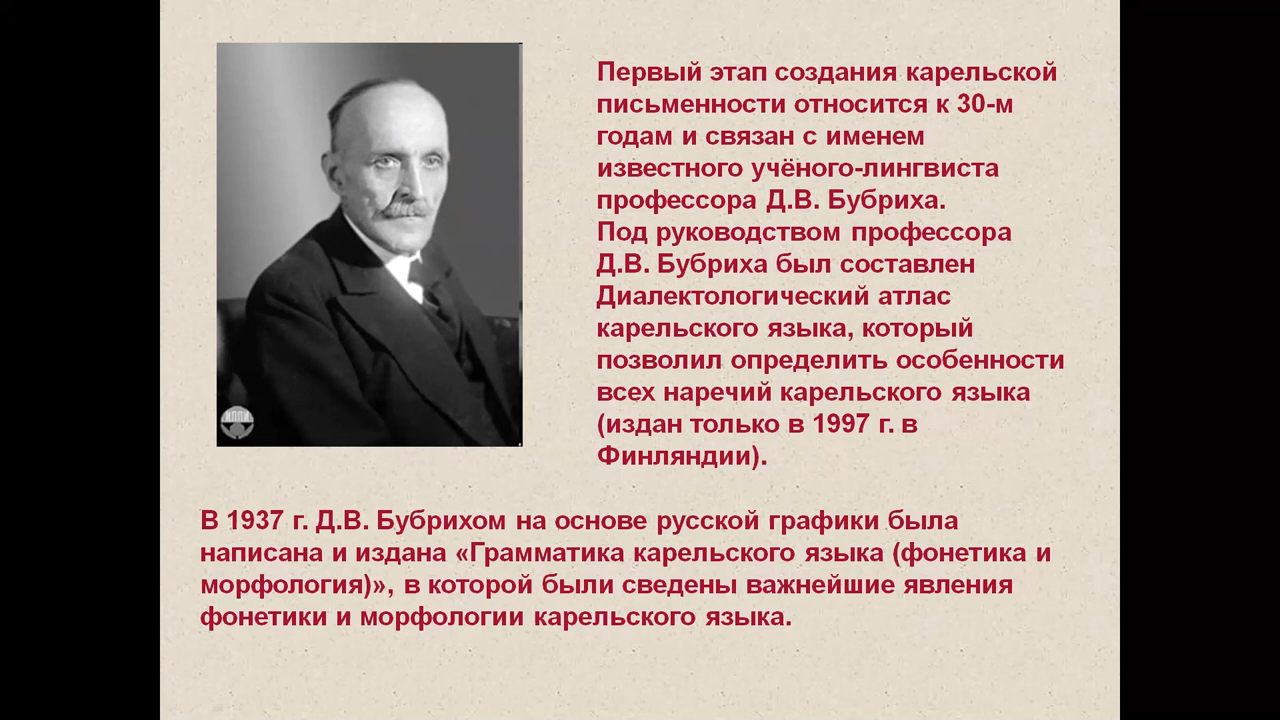 Первый этап создания карельской
письменности относится к 30-м
годам и связан с именем
известного учёного-лингвиста
профессора Д.В. Бубриха.
Под руководством профессора
Д.В. Бубриха был составлен
Диалектологический атлас
карельского языка, который
позволил определить особенности
всех наречий карельского языка
(издан только в 1997 г. в
Финляндии).
В 1937 г. Д.В. Бубрихом на основе русской графики была
написана и издана «Грамматика карельского языка (фонетика и
морфология)», в которой были сведены важнейшие явления
фонетики и морфологии карельского языка.